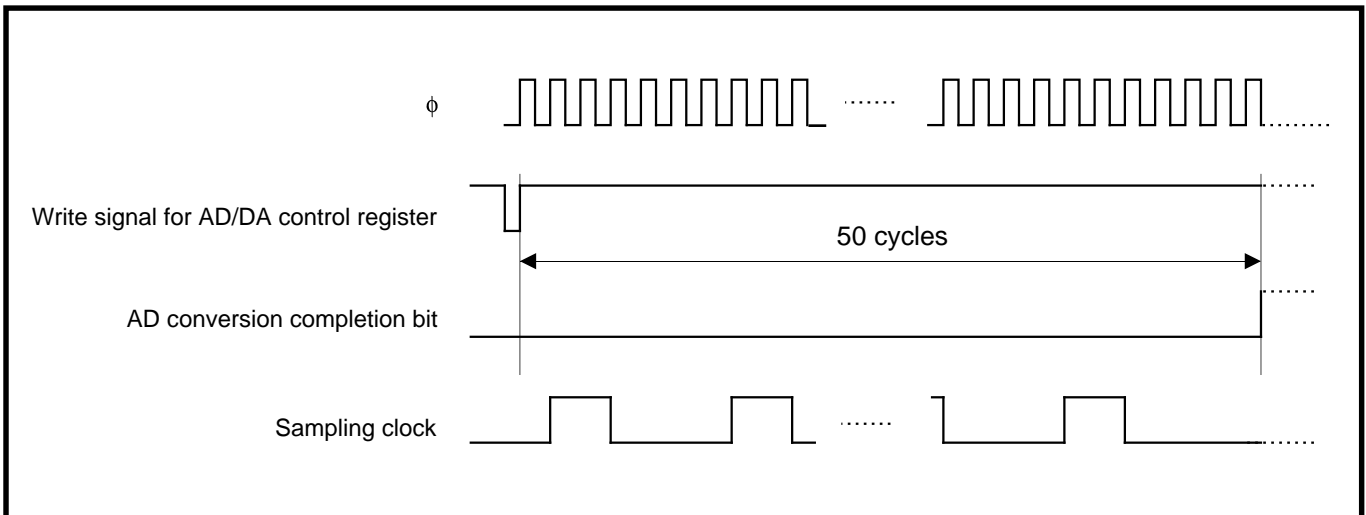 ϕ
Write signal for AD/DA control register
50 cycles
AD conversion completion bit
Sampling clock